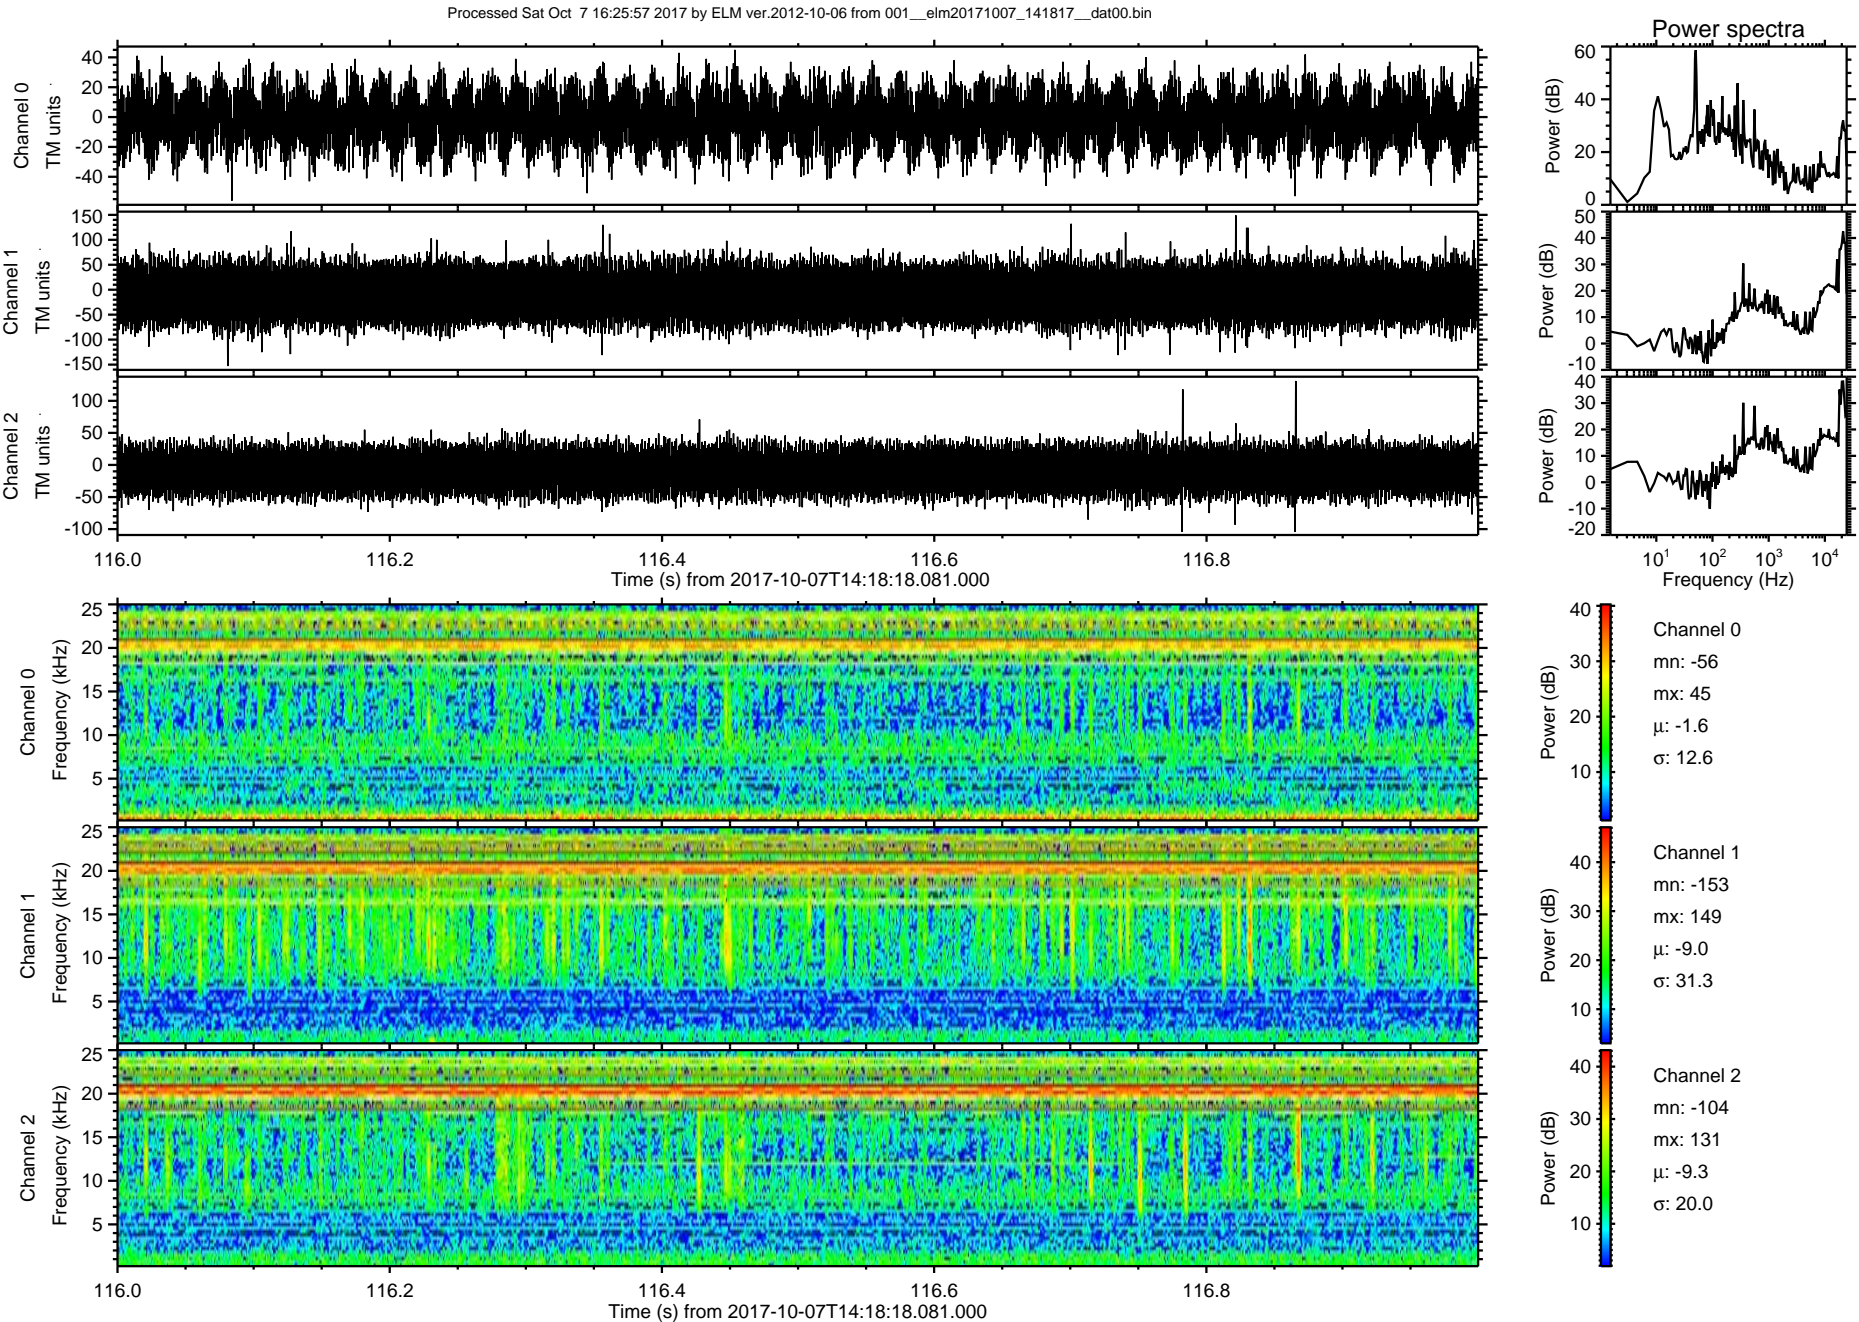 Processed Sat Oct  7 16:25:57 2017 by ELM ver.2012-10-06 from 001__elm20171007_141817__dat00.bin
Power spectra
Channel 0
TM units
40
20
0
-20
-40
Power (dB)
60
40
20
0
Channel 1
TM units
150
100
50
0
-50
-100
-150
Power (dB)
50
40
30
20
10
0
-10
Channel 2
TM units
100
50
0
-50
-100
Power (dB)
40
30
20
10
0
-10
-20
116.0 116.2 116.4 116.6 116.8
Time (s) from 2017-10-07T14:18:18.081.000
10¹ 10² 10³ 10⁴
Frequency (Hz)
Channel 0
Frequency (kHz)
25
20
15
10
5
Power (dB)
40
30
20
10
Channel 0
mn: -56
mx: 45
μ: -1.6
σ: 12.6
Channel 1
Frequency (kHz)
25
20
15
10
5
Power (dB)
40
30
20
10
Channel 1
mn: -153
mx: 149
μ: -9.0
σ: 31.3
Channel 2
Frequency (kHz)
25
20
15
10
5
Power (dB)
40
30
20
10
Channel 2
mn: -104
mx: 131
μ: -9.3
σ: 20.0
116.0 116.2 116.4 116.6 116.8
Time (s) from 2017-10-07T14:18:18.081.000